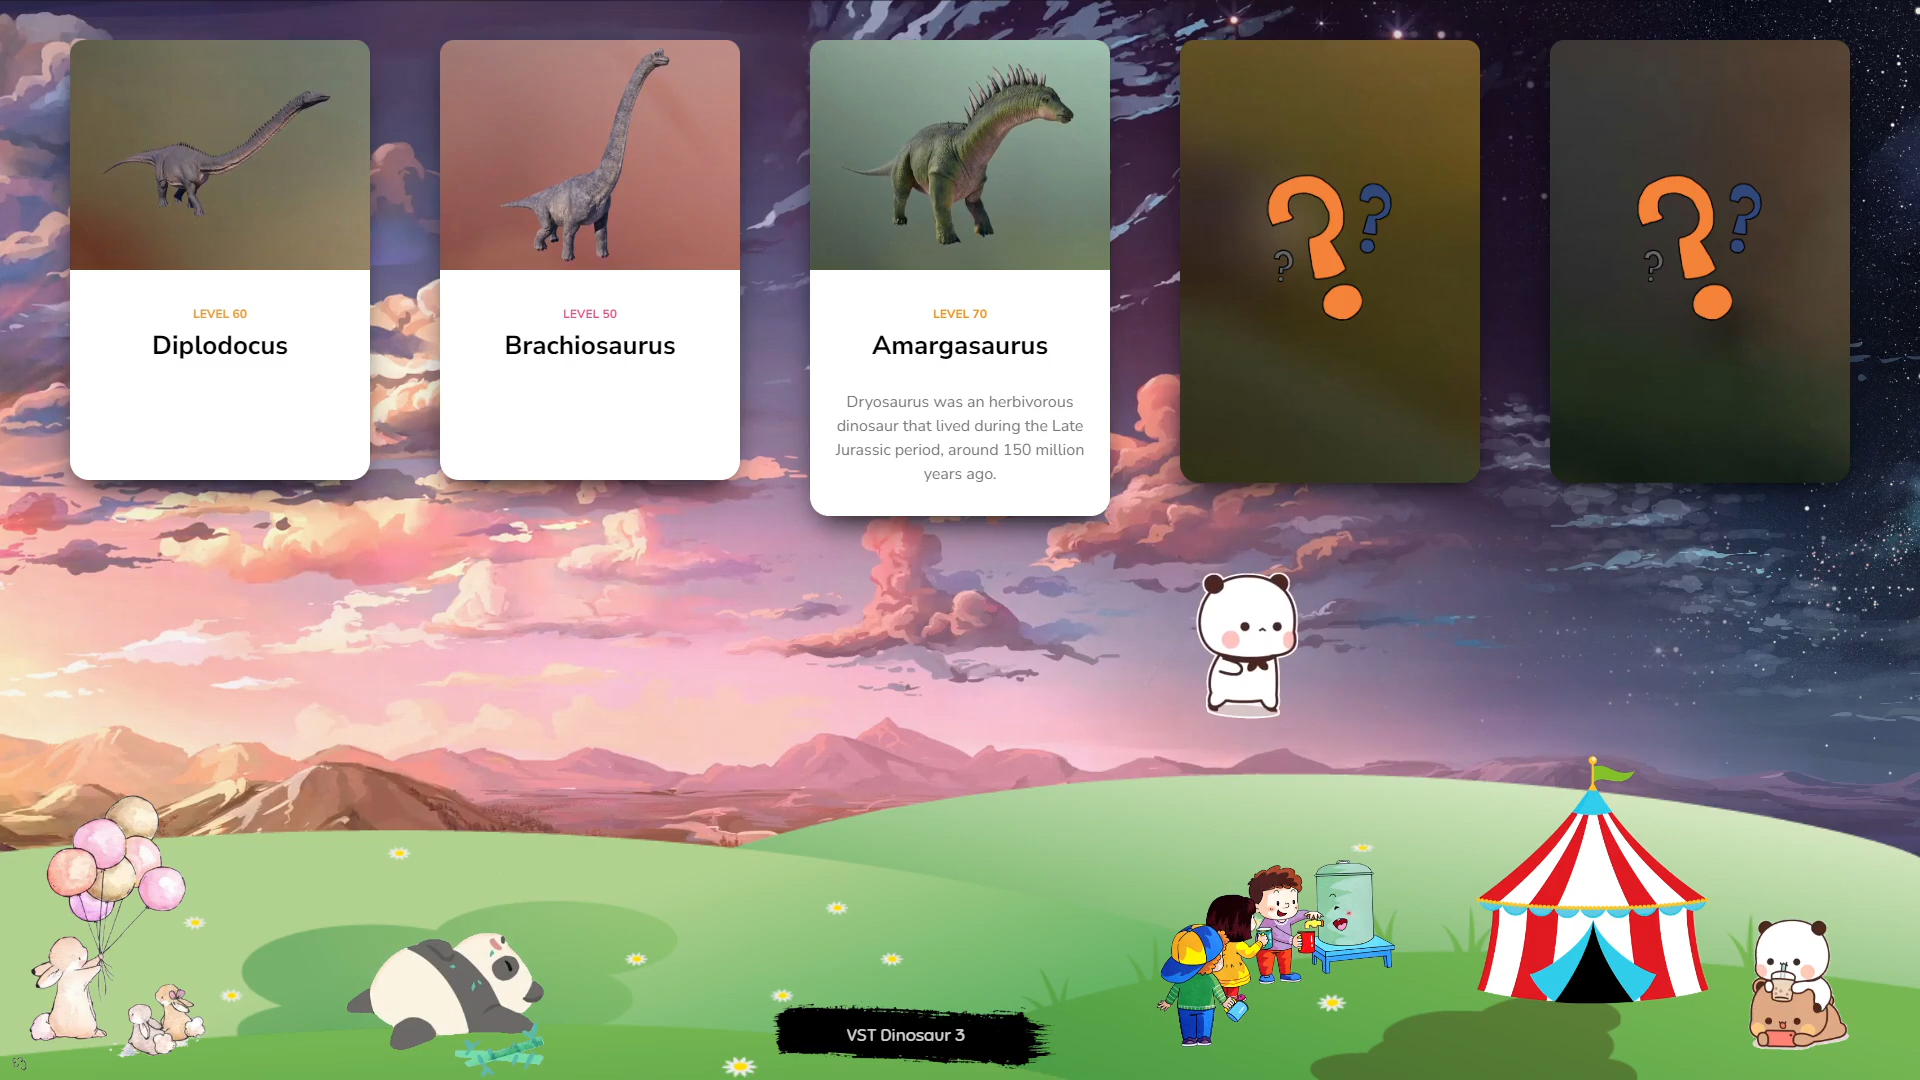 LEVEL 60
Diplodocus
LEVEL 50
Brachiosaurus
LEVEL 70
Amargasaurus
Dryosaurus was an herbivorous
dinosaur that lived during the Late
Jurassic period, around 150 million
years ago.
? ? ?
? ? ?
VST Dinosaur 3